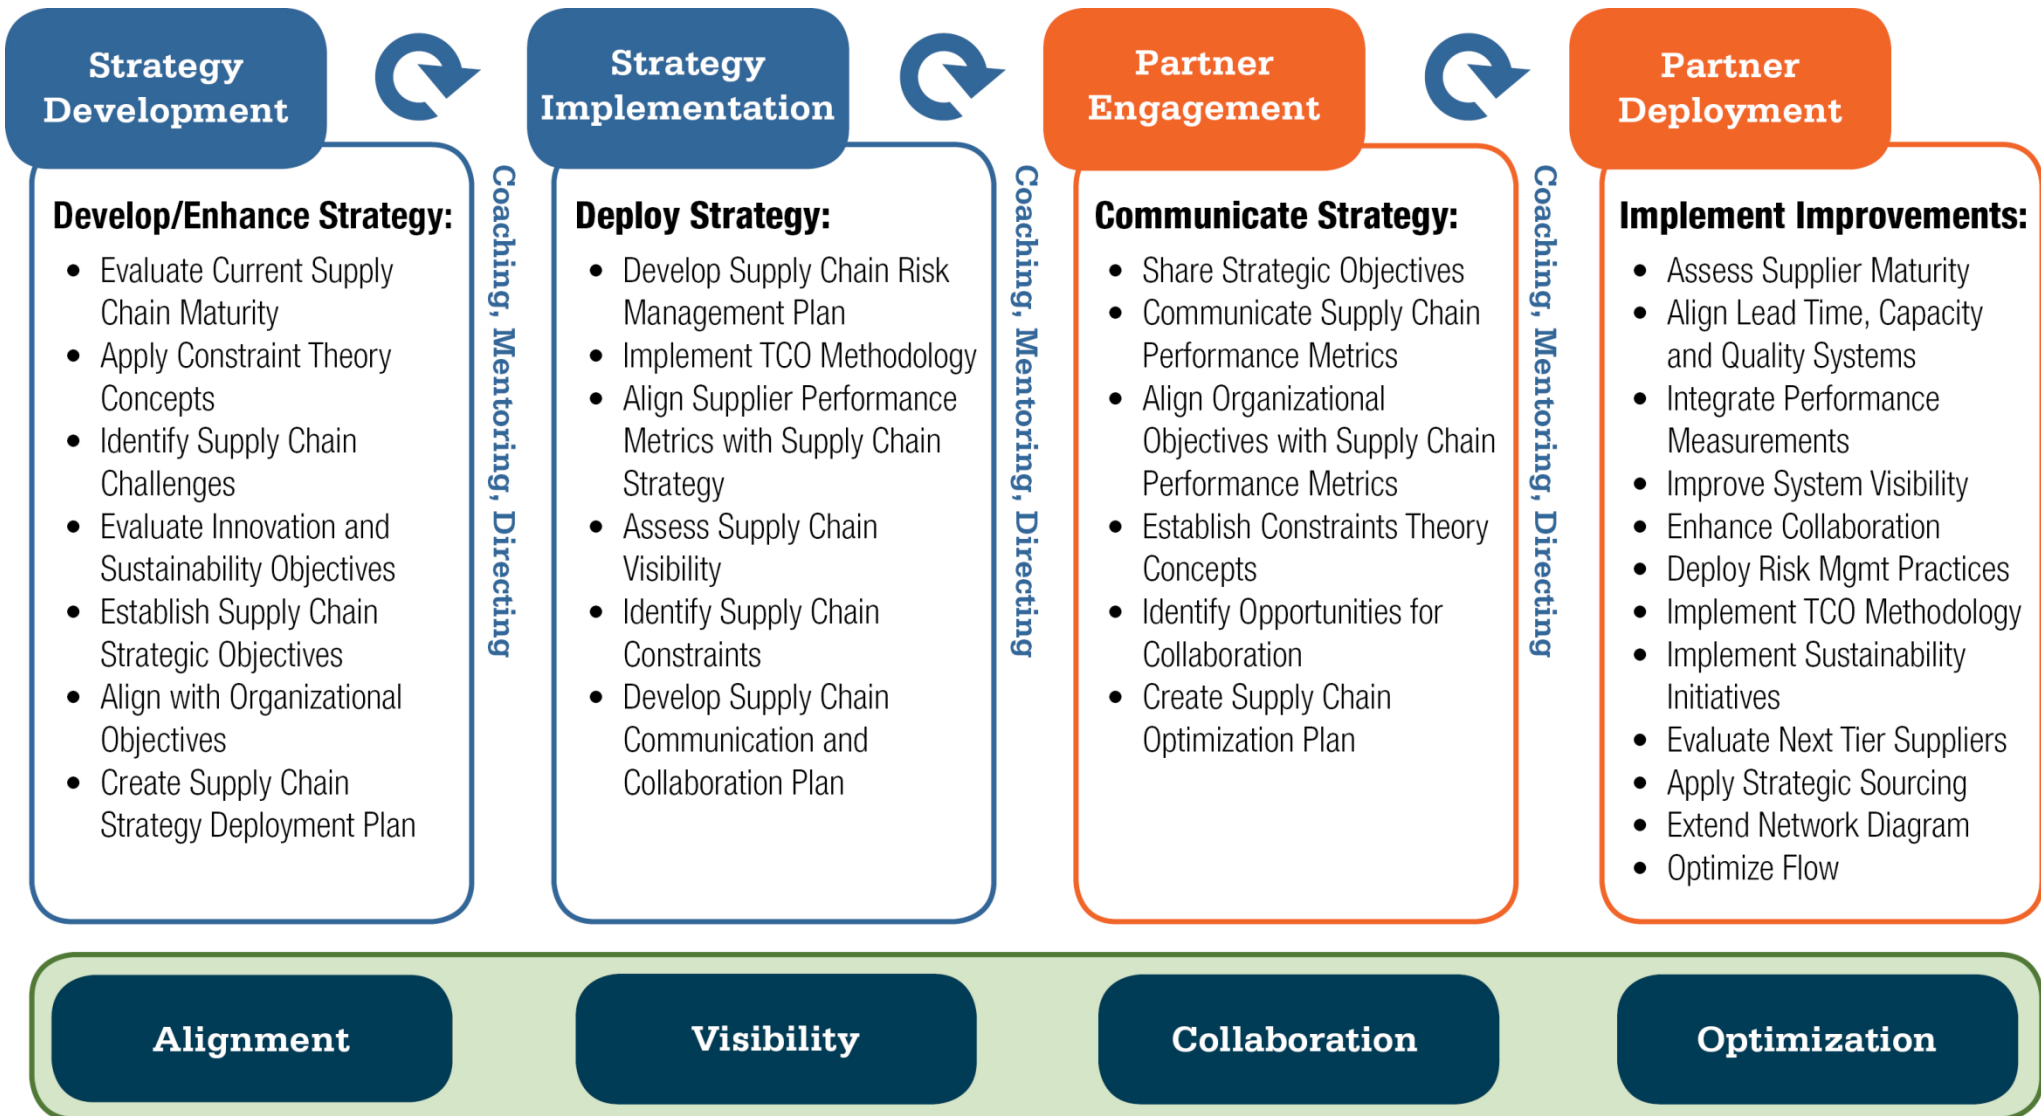 Strategy
Development
Develop/Enhance Strategy:
• Evaluate Current Supply
Chain Maturity
• Apply Constraint Theory
Concepts
• Identify Supply Chain
Challenges
• Evaluate Innovation and
Sustainability Objectives
• Establish Supply Chain
Strategic Objectives
• Align with Organizational
Objectives
• Create Supply Chain
Strategy Deployment Plan
Coaching, Mentoring, Directing
Strategy
Implementation
Deploy Strategy:
• Develop Supply Chain Risk
Management Plan
• Implement TCO Methodology
• Align Supplier Performance
Metrics with Supply Chain
Strategy
• Assess Supply Chain
Visibility
• Identify Supply Chain
Constraints
• Develop Supply Chain
Communication and
Collaboration Plan
Coaching, Mentoring, Directing
Partner
Engagement
Communicate Strategy:
• Share Strategic Objectives
• Communicate Supply Chain
Performance Metrics
• Align Organizational
Objectives with Supply Chain
Performance Metrics
• Establish Constraints Theory
Concepts
• Identify Opportunities for
Collaboration
• Create Supply Chain
Optimization Plan
Coaching, Mentoring, Directing
Partner
Deployment
Implement Improvements:
• Assess Supplier Maturity
• Align Lead Time, Capacity
and Quality Systems
• Integrate Performance
Measurements
• Improve System Visibility
• Enhance Collaboration
• Deploy Risk Mgmt Practices
• Implement TCO Methodology
• Implement Sustainability
Initiatives
• Evaluate Next Tier Suppliers
• Apply Strategic Sourcing
• Extend Network Diagram
• Optimize Flow
Alignment
Visibility
Collaboration
Optimization